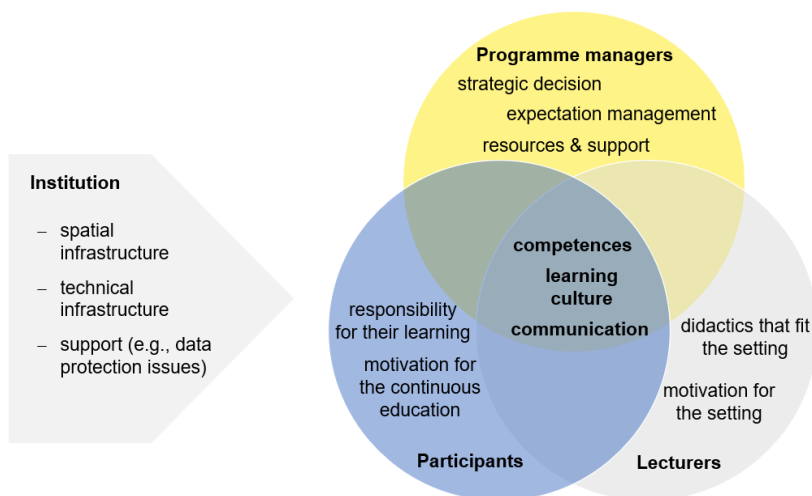 Programme managers
strategic decision
expectation management
resources & support
Institution
– spatial
infrastructure
– technical
infrastructure
– support (e.g., data
protection issues)
competences
learning
culture
communication
responsibility
for their learning
motivation for
the continuous
education
Participants
didactics that fit
the setting
motivation for
the setting
Lecturers